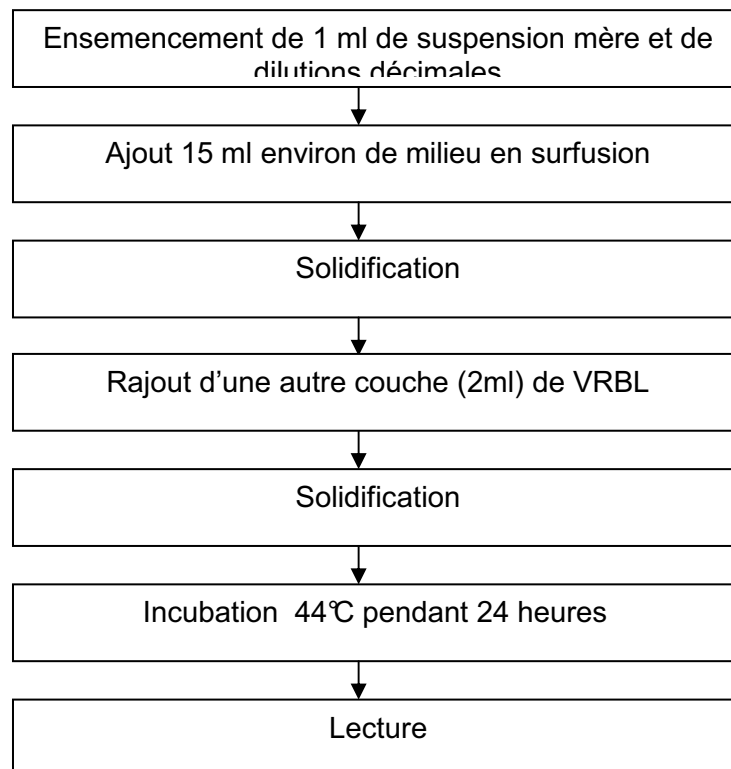 Ensemencement de 1 ml de suspension mère et de
dilutions décimales
Ajout 15 ml environ de milieu en surfusion
Solidification
Rajout d’une autre couche (2ml) de VRBL
Solidification
Incubation 44°C pendant 24 heures
Lecture